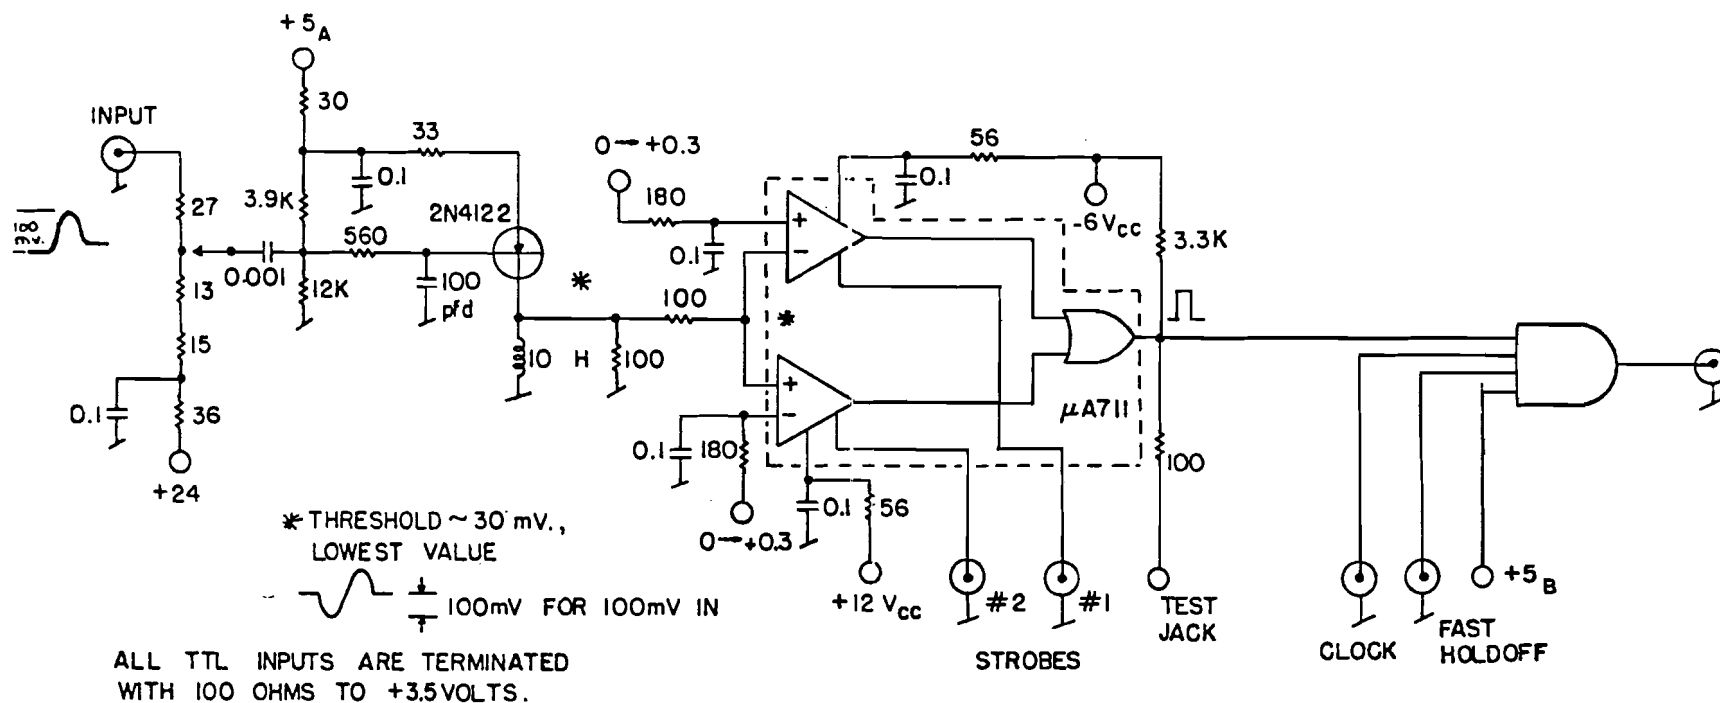 +5A
30
INPUT
33
0.1
27
3.9K
2N4122
100
mv.
560
0.001
13
12K
100
pfd
*
15
10 H
100
100
0.1
36
+24
0→+0.3
180
0.1
+
−
*
+
−
0.1
180
0→+0.3
56
0.1
-6VCC
3.3K
μA711
0.1
56
+12 VCC
#2
#1
STROBES
100
TEST
JACK
CLOCK
FAST
HOLDOFF
+5B
* THRESHOLD ~ 30 mV.,
LOWEST VALUE
100mV FOR 100mV IN
ALL TTL INPUTS ARE TERMINATED
WITH 100 OHMS TO +3.5 VOLTS.